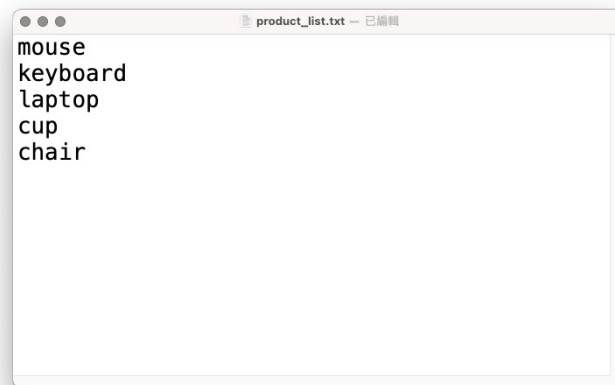 product_list.txt — 已編輯
mouse
keyboard
laptop
cup
chair